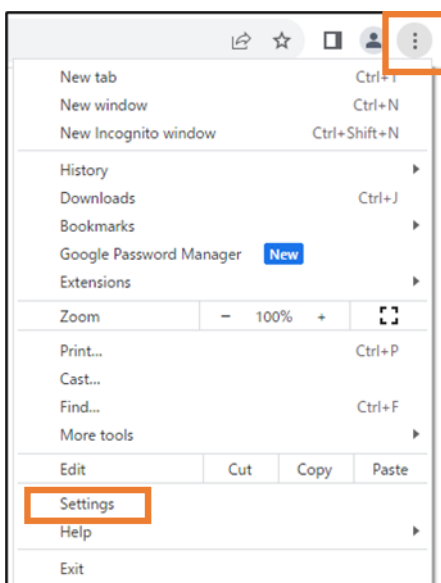 New tab Ctrl+T
New window Ctrl+N
New Incognito window Ctrl+Shift+N
History
Downloads Ctrl+J
Bookmarks
Google Password Manager New
Extensions
Zoom - 100% +
Print... Ctrl+P
Cast...
Find... Ctrl+F
More tools
Edit Cut Copy Paste
Settings
Help
Exit